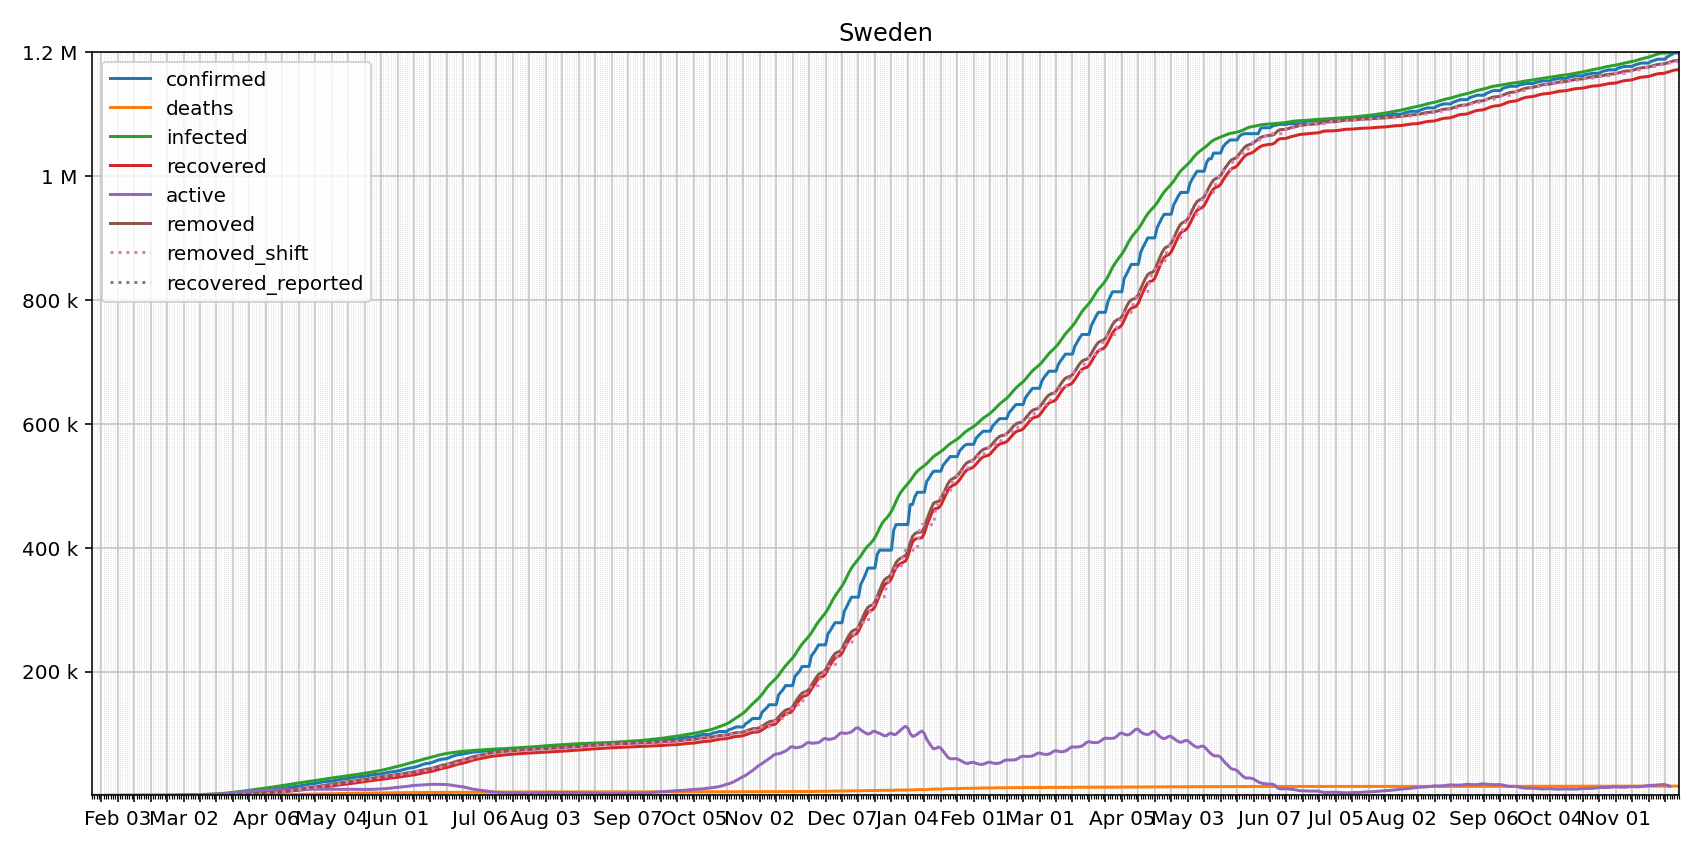 Sweden
1.2 M
1 M
800 k
600 k
400 k
200 k
confirmed
deaths
infected
recovered
active
removed
removed_shift
recovered_reported
Feb 03 Mar 02 Apr 06 May 04 Jun 01 Jul 06 Aug 03 Sep 07 Oct 05 Nov 02 Dec 07 Jan 04 Feb 01 Mar 01 Apr 05 May 03 Jun 07 Jul 05 Aug 02 Sep 06 Oct 04 Nov 01